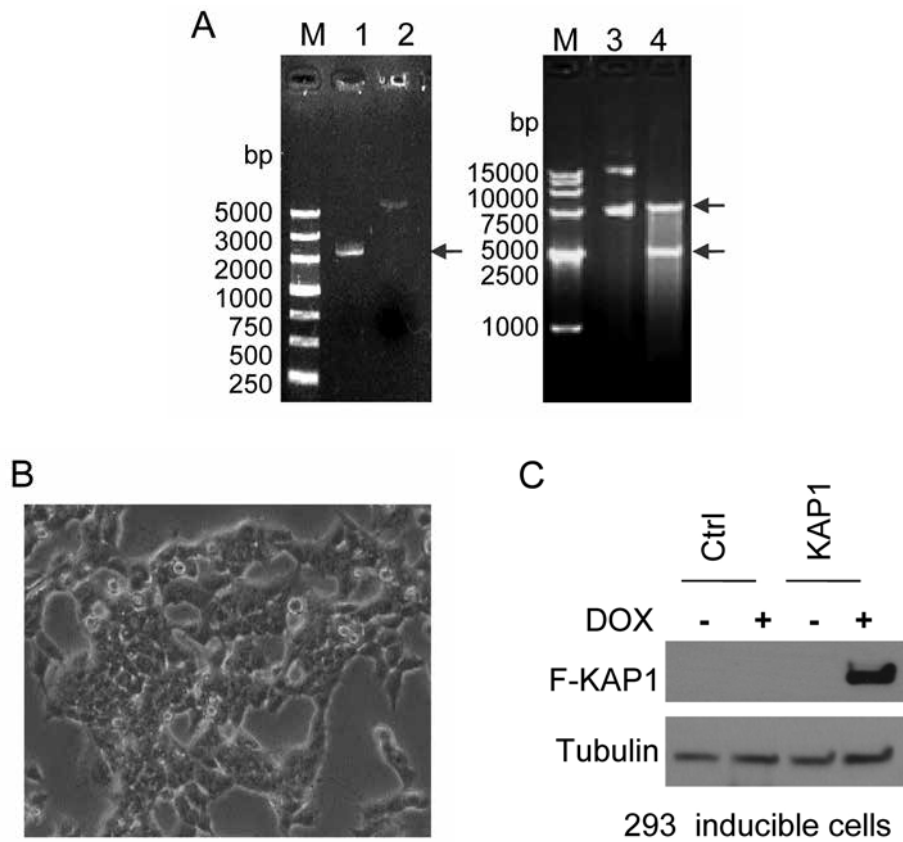 A
M 1 2
bp
5000
3000
2000
1000
750
500
250
M 3 4
bp
15000
10000
7500
5000
2500
1000
B
C
Ctrl
KAP1
DOX - + - +
F-KAP1
Tubulin
293 inducible cells